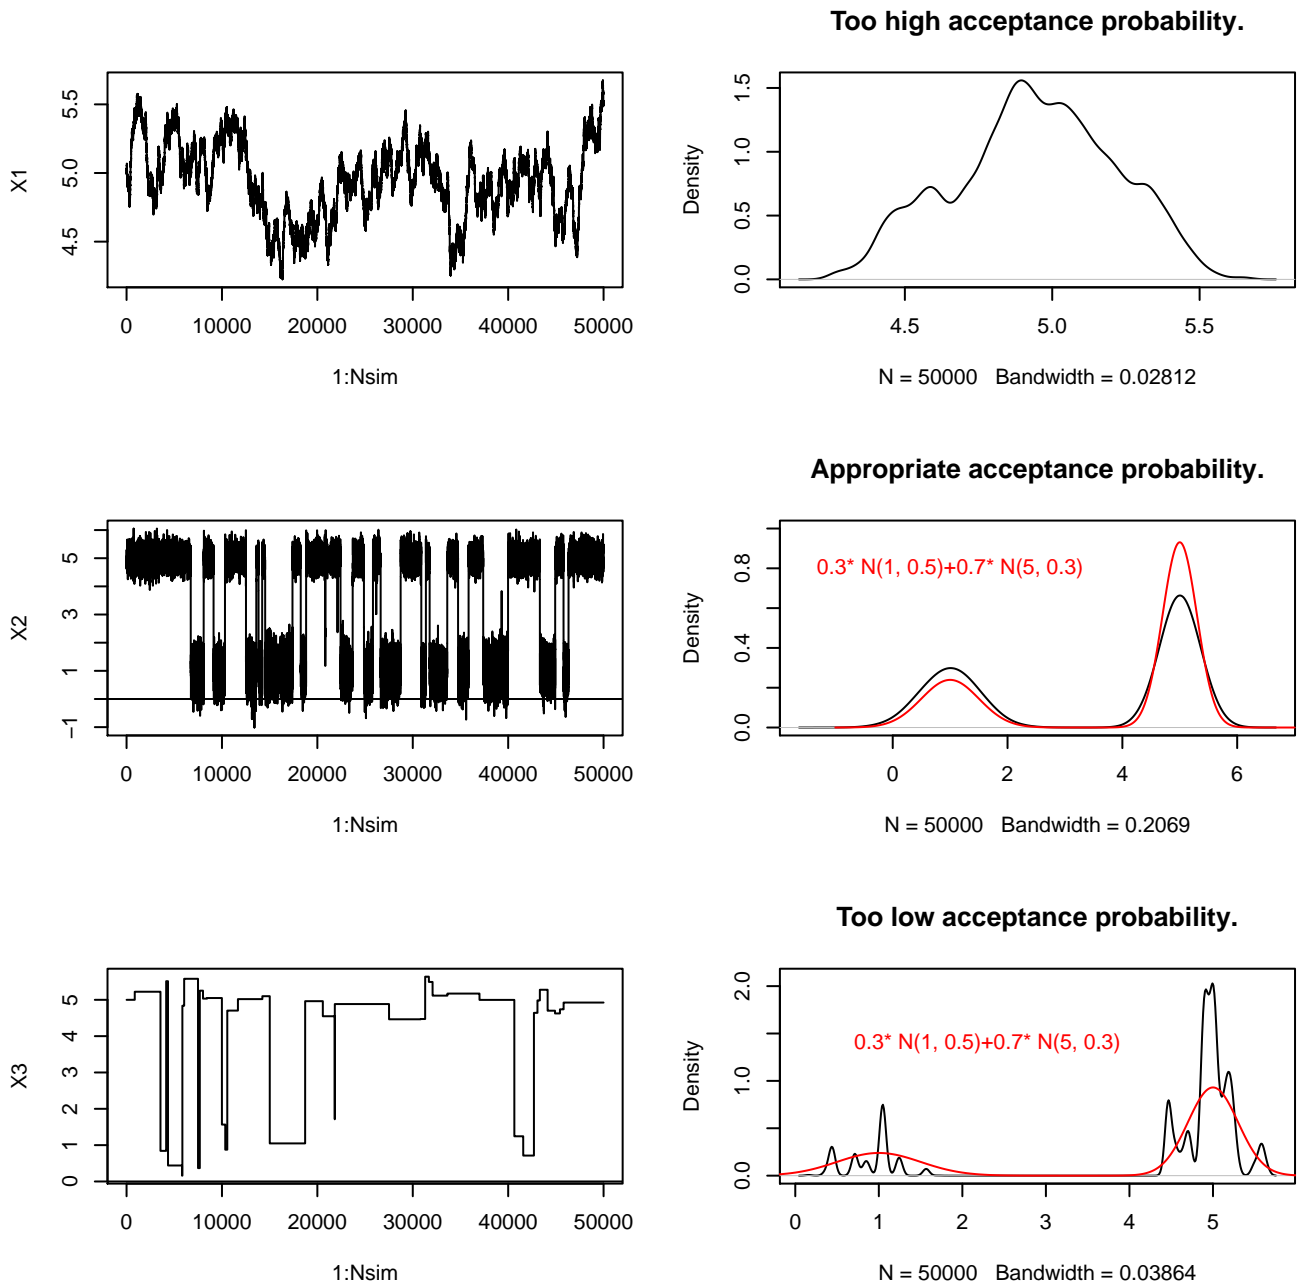 Too high acceptance probability.
X1
4.5 5.0 5.5
0 10000 20000 30000 40000 50000
1:Nsim
Density
0.0 0.5 1.0 1.5
4.5 5.0 5.5
N = 50000 Bandwidth = 0.02812
Appropriate acceptance probability.
X2
−1 1 3 5
0 10000 20000 30000 40000 50000
1:Nsim
Density
0.0 0.4 0.8
0.3* N(1, 0.5)+0.7* N(5, 0.3)
0 2 4 6
N = 50000 Bandwidth = 0.2069
Too low acceptance probability.
X3
0 1 2 3 4 5
0 10000 20000 30000 40000 50000
1:Nsim
Density
0.0 1.0 2.0
0.3* N(1, 0.5)+0.7* N(5, 0.3)
0 1 2 3 4 5
N = 50000 Bandwidth = 0.03864